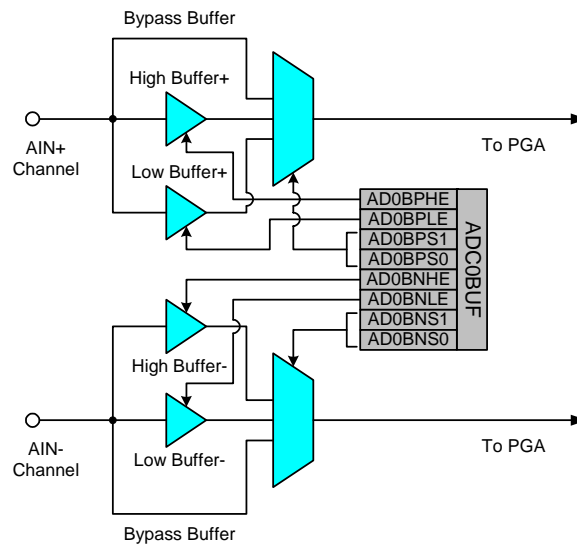 Bypass Buffer
High Buffer+
AIN+
Channel
Low Buffer+
To PGA
AD0BPHE
AD0BPLE
AD0BPS1
AD0BPS0
AD0BNHE
AD0BNLE
AD0BNS1
AD0BNS0
ADC0BUF
High Buffer-
AIN-
Channel
Low Buffer-
To PGA
Bypass Buffer